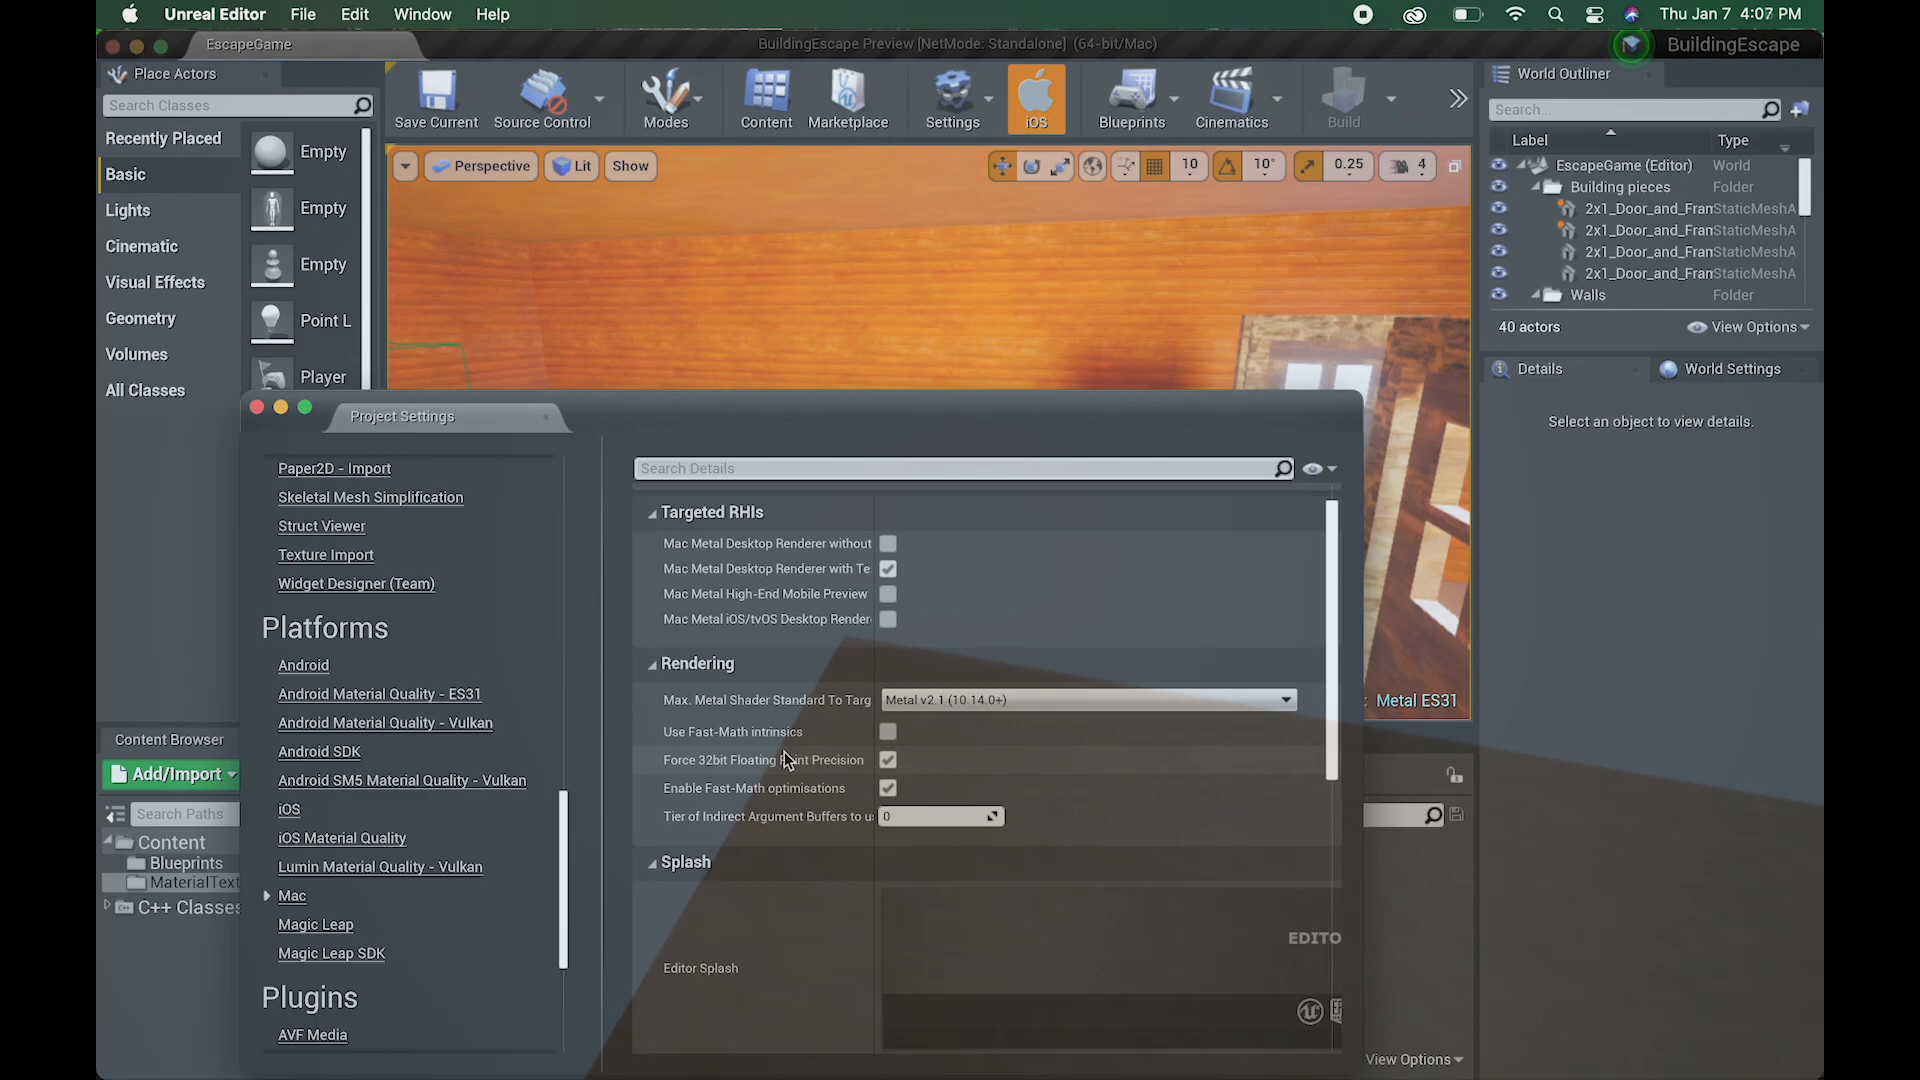 Unreal Editor File Edit Window Help
Thu Jan 7 4:07 PM
EscapeGame
BuildingEscape Preview [NetMode: Standalone] (64-bit/Mac)
BuildingEscape
Place Actors
Search Classes
Recently Placed
Basic
Lights
Cinematic
Visual Effects
Geometry
Volumes
All Classes
Empty
Empty
Empty
Point L
Player
Save Current
Source Control
Modes
Content
Marketplace
Settings
iOS
Blueprints
Cinematics
Build
Perspective
Lit
Show
10
10°
0.25
4
Metal ES31
World Outliner
Search...
Label Type
EscapeGame (Editor) World
Building pieces Folder
2x1_Door_and_Fran StaticMeshA
2x1_Door_and_Fran StaticMeshA
2x1_Door_and_Fran StaticMeshA
2x1_Door_and_Fran StaticMeshA
Walls Folder
40 actors
View Options
Details
World Settings
Select an object to view details.
Content Browser
Add/Import
Search Paths
Content
Blueprints
MaterialText
C++ Classes
Project Settings
Paper2D - Import
Skeletal Mesh Simplification
Struct Viewer
Texture Import
Widget Designer (Team)
Platforms
Android
Android Material Quality - ES31
Android Material Quality - Vulkan
Android SDK
Android SM5 Material Quality - Vulkan
iOS
iOS Material Quality
Lumin Material Quality - Vulkan
Mac
Magic Leap
Magic Leap SDK
Plugins
AVF Media
Search Details
Targeted RHIs
Mac Metal Desktop Renderer without
Mac Metal Desktop Renderer with Te
Mac Metal High-End Mobile Preview
Mac Metal iOS/tvOS Desktop Render
Rendering
Max. Metal Shader Standard To Targ
Metal v2.1 (10.14.0+)
Use Fast-Math intrinsics
Force 32bit Floating Point Precision
Enable Fast-Math optimisations
Tier of Indirect Argument Buffers to u
0
Splash
Editor Splash
EDITO
View Options